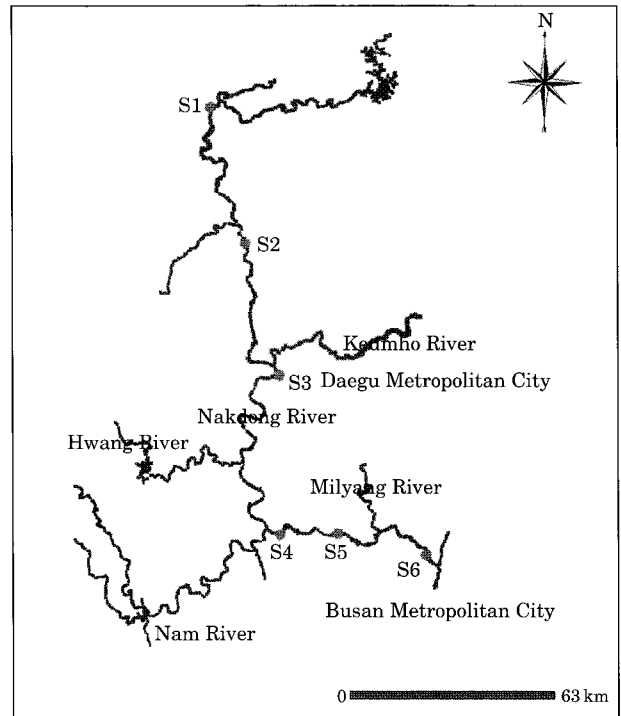 N
S1
S2
Keumho River
S3
Daegu Metropolitan City
Nakdong River
Hwang River
Milyang River
S4
S5
S6
Busan Metropolitan City
Nam River
0
63 km